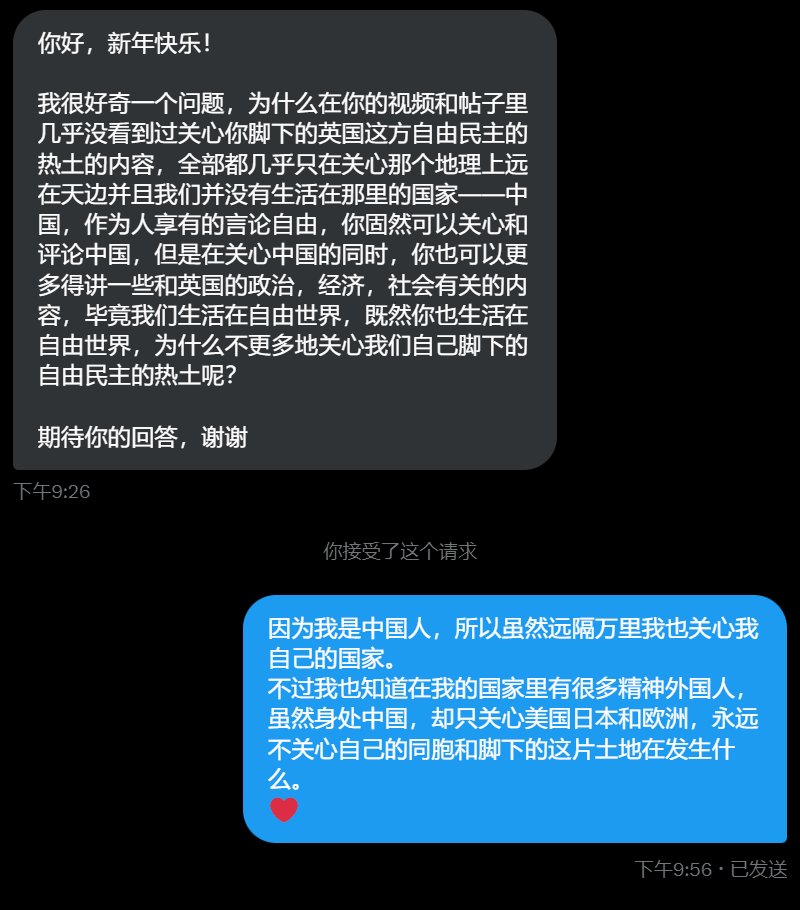 你好，新年快乐！
我很好奇一个问题，为什么在你的视频和帖子里
几乎没看到过关心你脚下的英国这方自由民主的
热土的内容，全部都几乎只在关心那个地理上远
在天边并且我们并没有生活在那里的国家——中
国，作为人享有的言论自由，你固然可以关心和
评论中国，但是在关心中国的同时，你也可以更
多得讲一些和英国的政治，经济，社会有关的内
容，毕竟我们生活在自由世界，既然你也生活在
自由世界，为什么不更多地关心我们自己脚下的
自由民主的热土呢？
期待你的回答，谢谢
下午9:26
你接受了这个请求
因为我是中国人，所以虽然远隔万里我也关心我
自己的国家。
不过我也知道在我的国家里有很多精神外国人，
虽然身处中国，却只关心美国日本和欧洲，永远
不关心自己的同胞和脚下的这片土地在发生什
么。
❤️
下午9:56 · 已发送